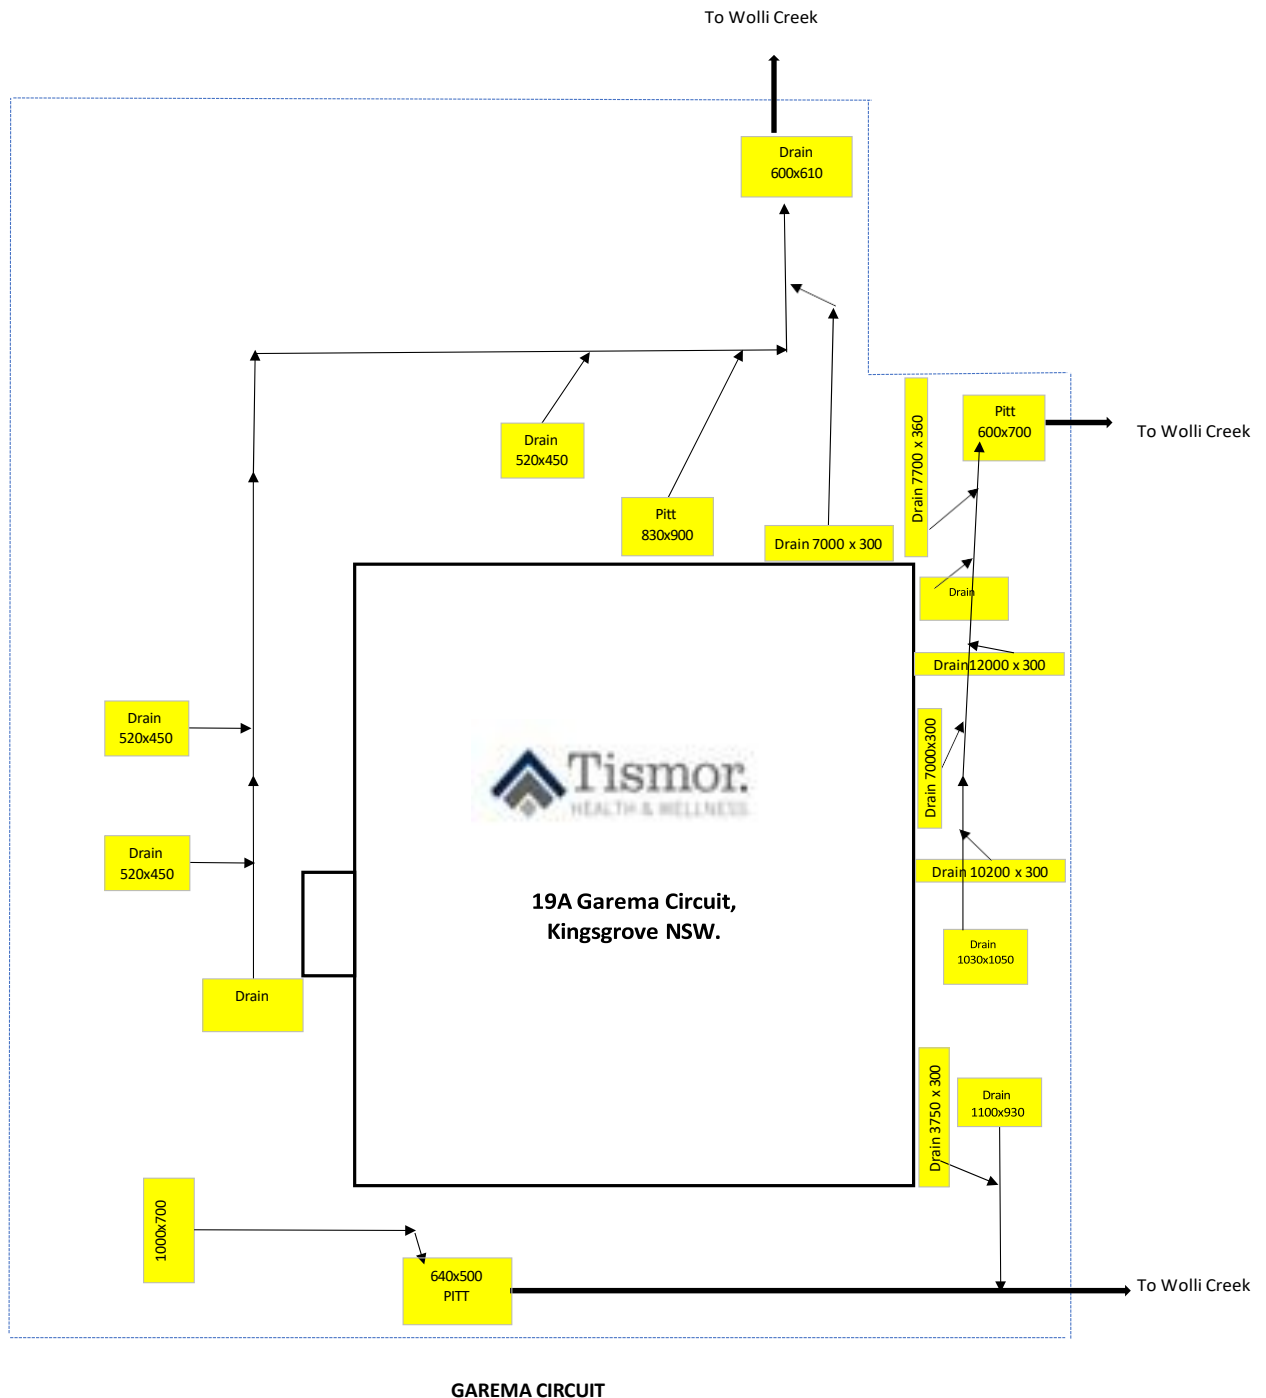 To Wolli Creek
Drain
600x610
Drain
520x450
Pitt
830x900
Drain 7000 x 300
Drain 7700 x 360
Pitt
600x700
To Wolli Creek
Drain
Drain12000 x 300
Drain 7000x300
Drain 10200 x 300
Drain
1030x1050
Drain
520x450
Drain
520x450
Drain
Tismor.
HEALTH & WELLNESS
19A Garema Circuit,
Kingsgrove NSW.
Drain 3750 x 300
Drain
1100x930
1000x700
640x500
PITT
To Wolli Creek
GAREMA CIRCUIT